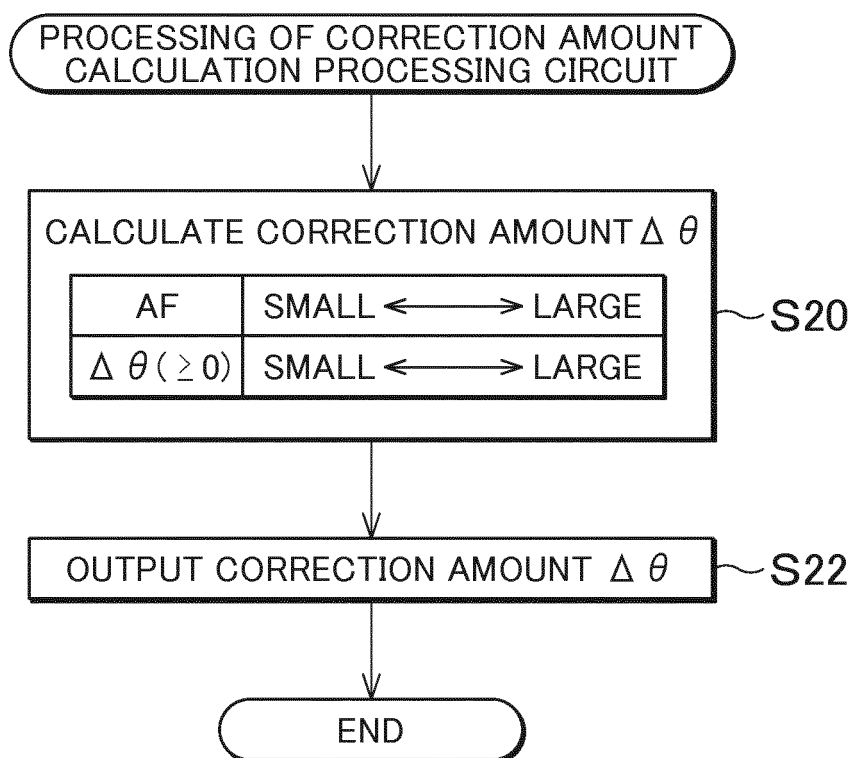 PROCESSING OF CORRECTION AMOUNT
CALCULATION PROCESSING CIRCUIT
CALCULATE CORRECTION AMOUNT Δ θ
AF SMALL ⟷ LARGE
Δ θ (≥0) SMALL ⟷ LARGE
S20
OUTPUT CORRECTION AMOUNT Δ θ
S22
END